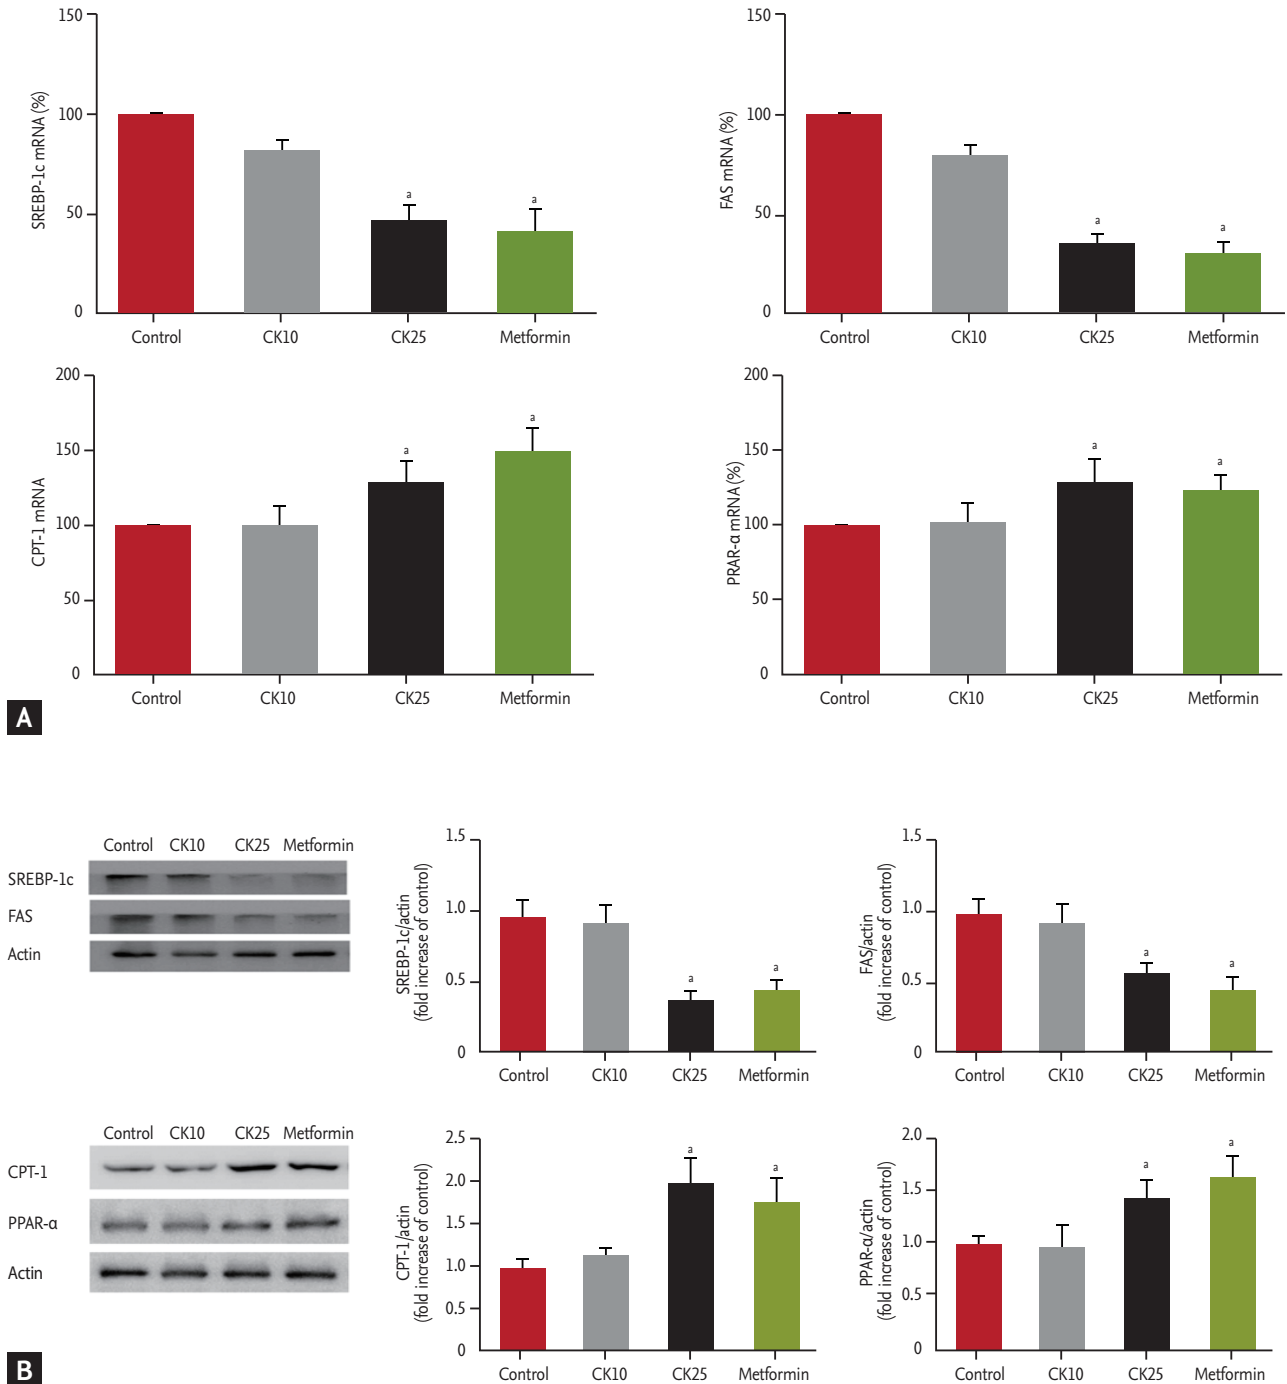 150
100
50
0
SREBP-1c mRNA (%)
a
a
Control CK10 CK25 Metformin
150
100
50
0
FAS mRNA (%)
a
a
Control CK10 CK25 Metformin
200
150
100
50
0
CPT-1 mRNA
a
a
Control CK10 CK25 Metformin
200
150
100
50
0
PRAR-α mRNA (%)
a
a
Control CK10 CK25 Metformin
A
Control CK10 CK25 Metformin
SREBP-1c
FAS
Actin
1.5
1.0
0.5
0
SREBP-1c/actin
(fold increase of control)
a
a
Control CK10 CK25 Metformin
1.5
1.0
0.5
0
FAS/actin
(fold increase of control)
a
a
Control CK10 CK25 Metformin
Control CK10 CK25 Metformin
CPT-1
PPAR-α
Actin
2.5
2.0
1.5
1.0
0.5
0
CPT-1/actin
(fold increase of control)
a
a
Control CK10 CK25 Metformin
2.0
1.5
1.0
0.5
0
PPAR-α/actin
(fold increase of control)
a
a
Control CK10 CK25 Metformin
B